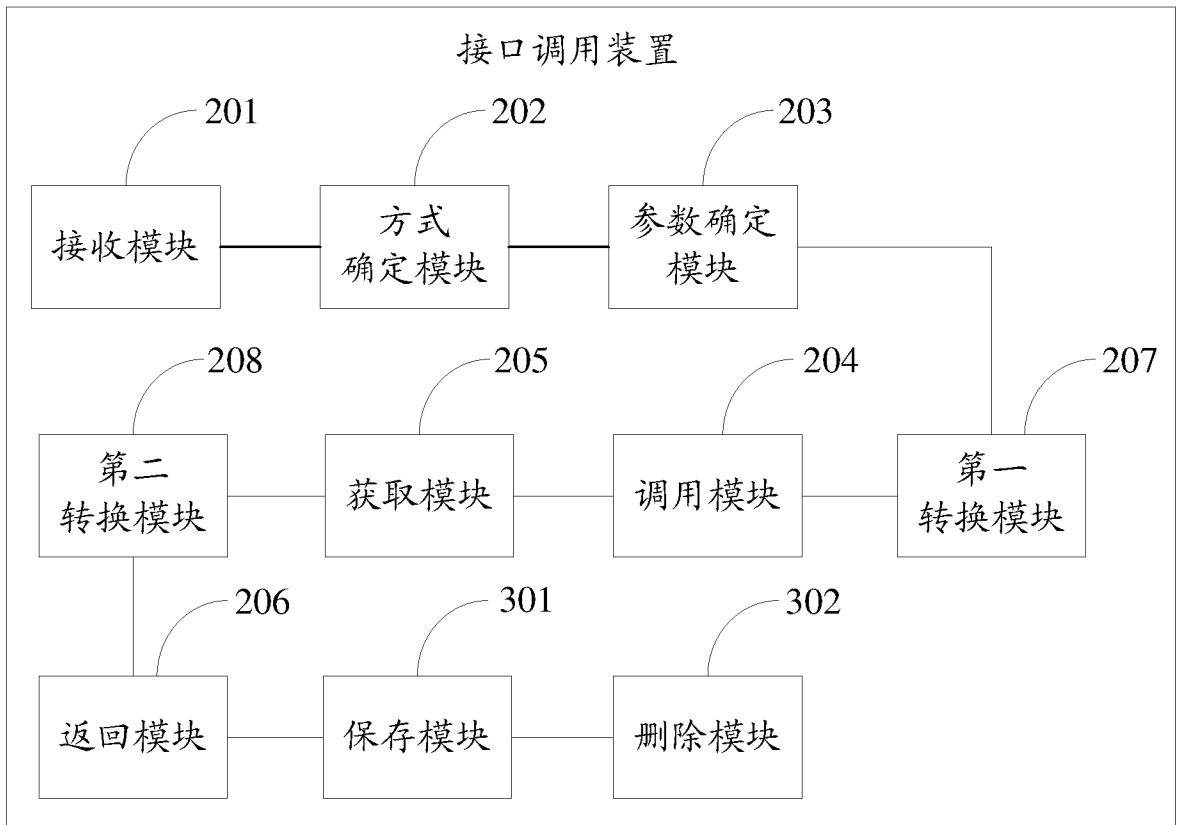 接口调用装置
201
202
203
接收模块
方式
确定模块
参数确定
模块
208
205
204
207
第二
转换模块
获取模块
调用模块
第一
转换模块
206
301
302
返回模块
保存模块
删除模块